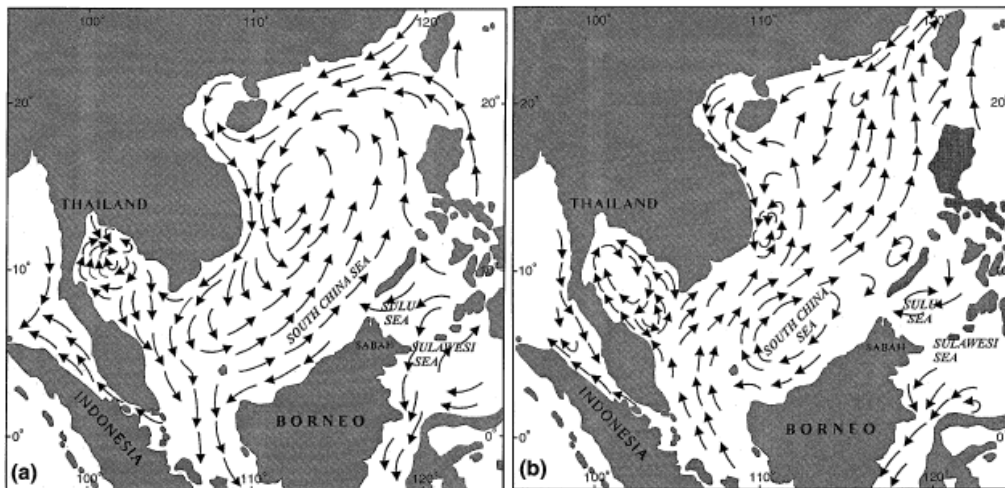 100°
110°
120°
20°
20°
THAILAND
10°
SOUTH CHINA SEA
SULU
SEA
SABAH
SULAWESI
SEA
INDONESIA
BORNEO
0°
0
(a)
100°
110°
120°
100°
110°
120°
20°
20°
THAILAND
10°
SOUTH CHINA
SEA
SULU
SEA
SABAH
SULAWESI
SEA
INDONESIA
BORNEO
0°
0
(b)
100°
110°
120°